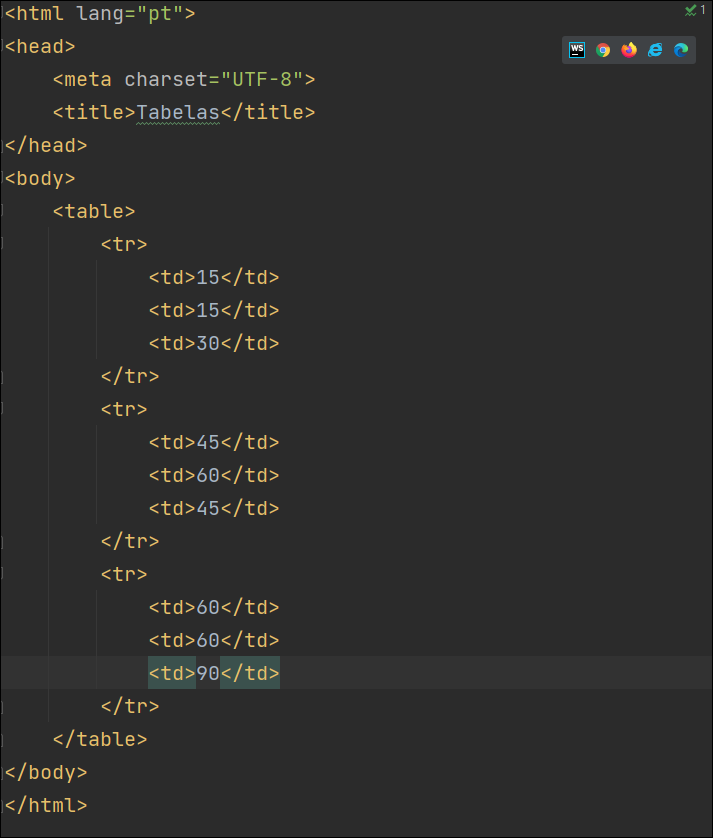 <html lang="pt">
<head>
    <meta charset="UTF-8">
    <title>Tabelas</title>
</head>
<body>
    <table>
        <tr>
            <td>15</td>
            <td>15</td>
            <td>30</td>
        </tr>
        <tr>
            <td>45</td>
            <td>60</td>
            <td>45</td>
        </tr>
        <tr>
            <td>60</td>
            <td>60</td>
            <td>90</td>
        </tr>
    </table>
</body>
</html>
1
WS